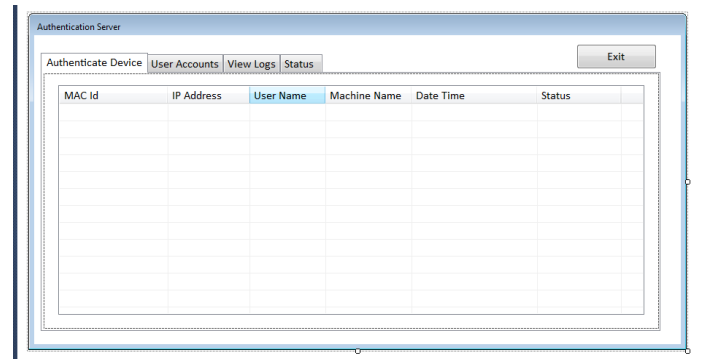 Authentication Server
Exit
Authenticate Device User Accounts View Logs Status
MAC Id IP Address User Name Machine Name Date Time Status